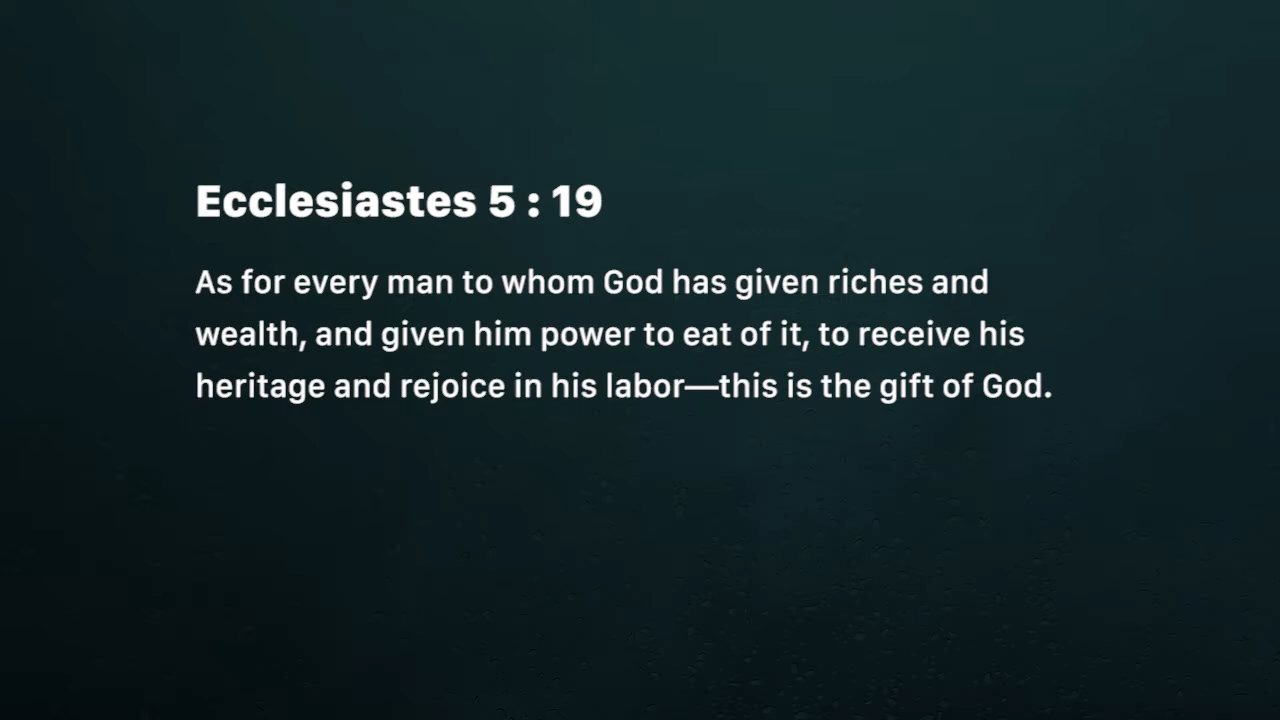 Ecclesiastes 5 : 19
As for every man to whom God has given riches and
wealth, and given him power to eat of it, to receive his
heritage and rejoice in his labor—this is the gift of God.